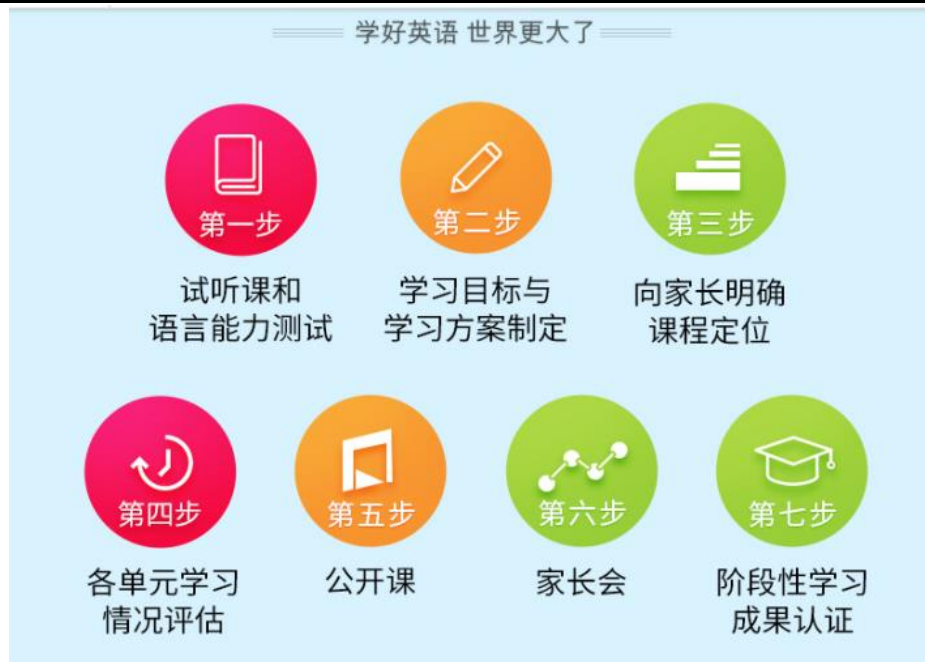 学好英语 世界更大了
第一步
试听课和
语言能力测试
第二步
学习目标与
学习方案制定
第三步
向家长明确
课程定位
第四步
各单元学习
情况评估
第五步
公开课
第六步
家长会
第七步
阶段性学习
成果认证